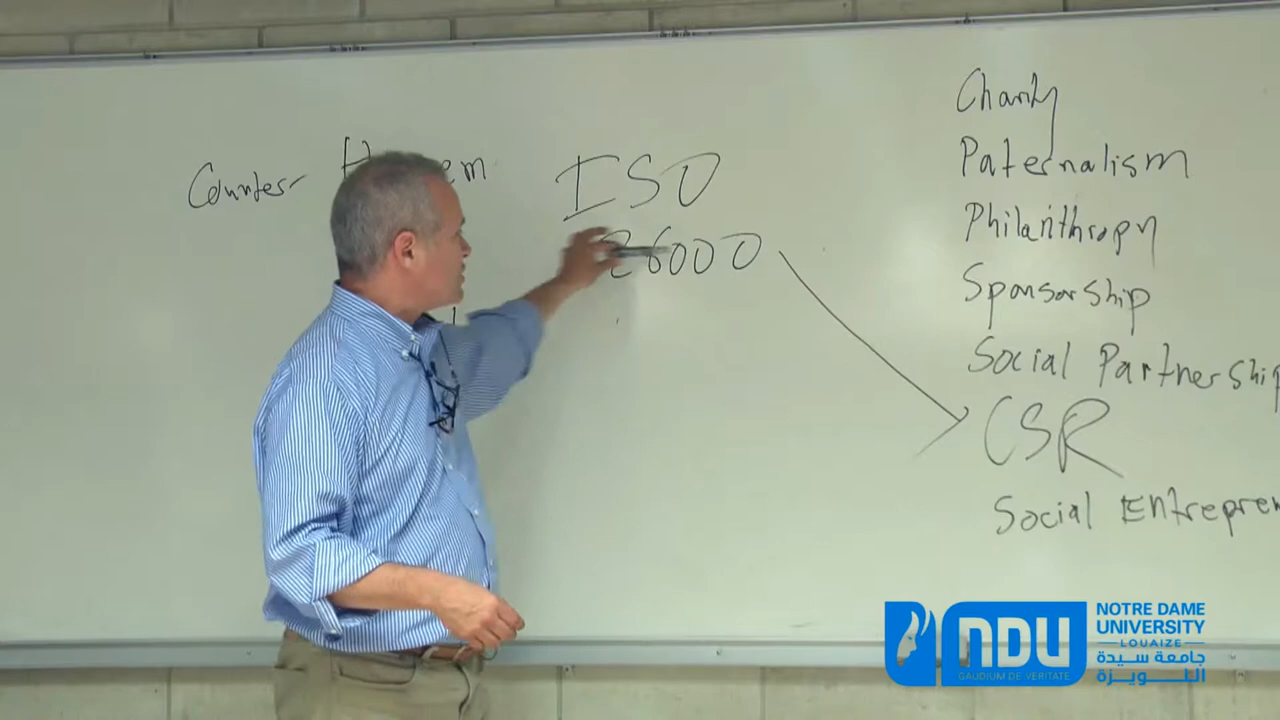 Counter-
ISO
26000
Charity
Paternalism
Philanthropy
Sponsorship
Social Partnership
CSR
Social Entrepren
NDU
GAUDIUM DE VERITATE
NOTRE DAME
UNIVERSITY
LOUAIZE
جامعة سيدة
اللويزة